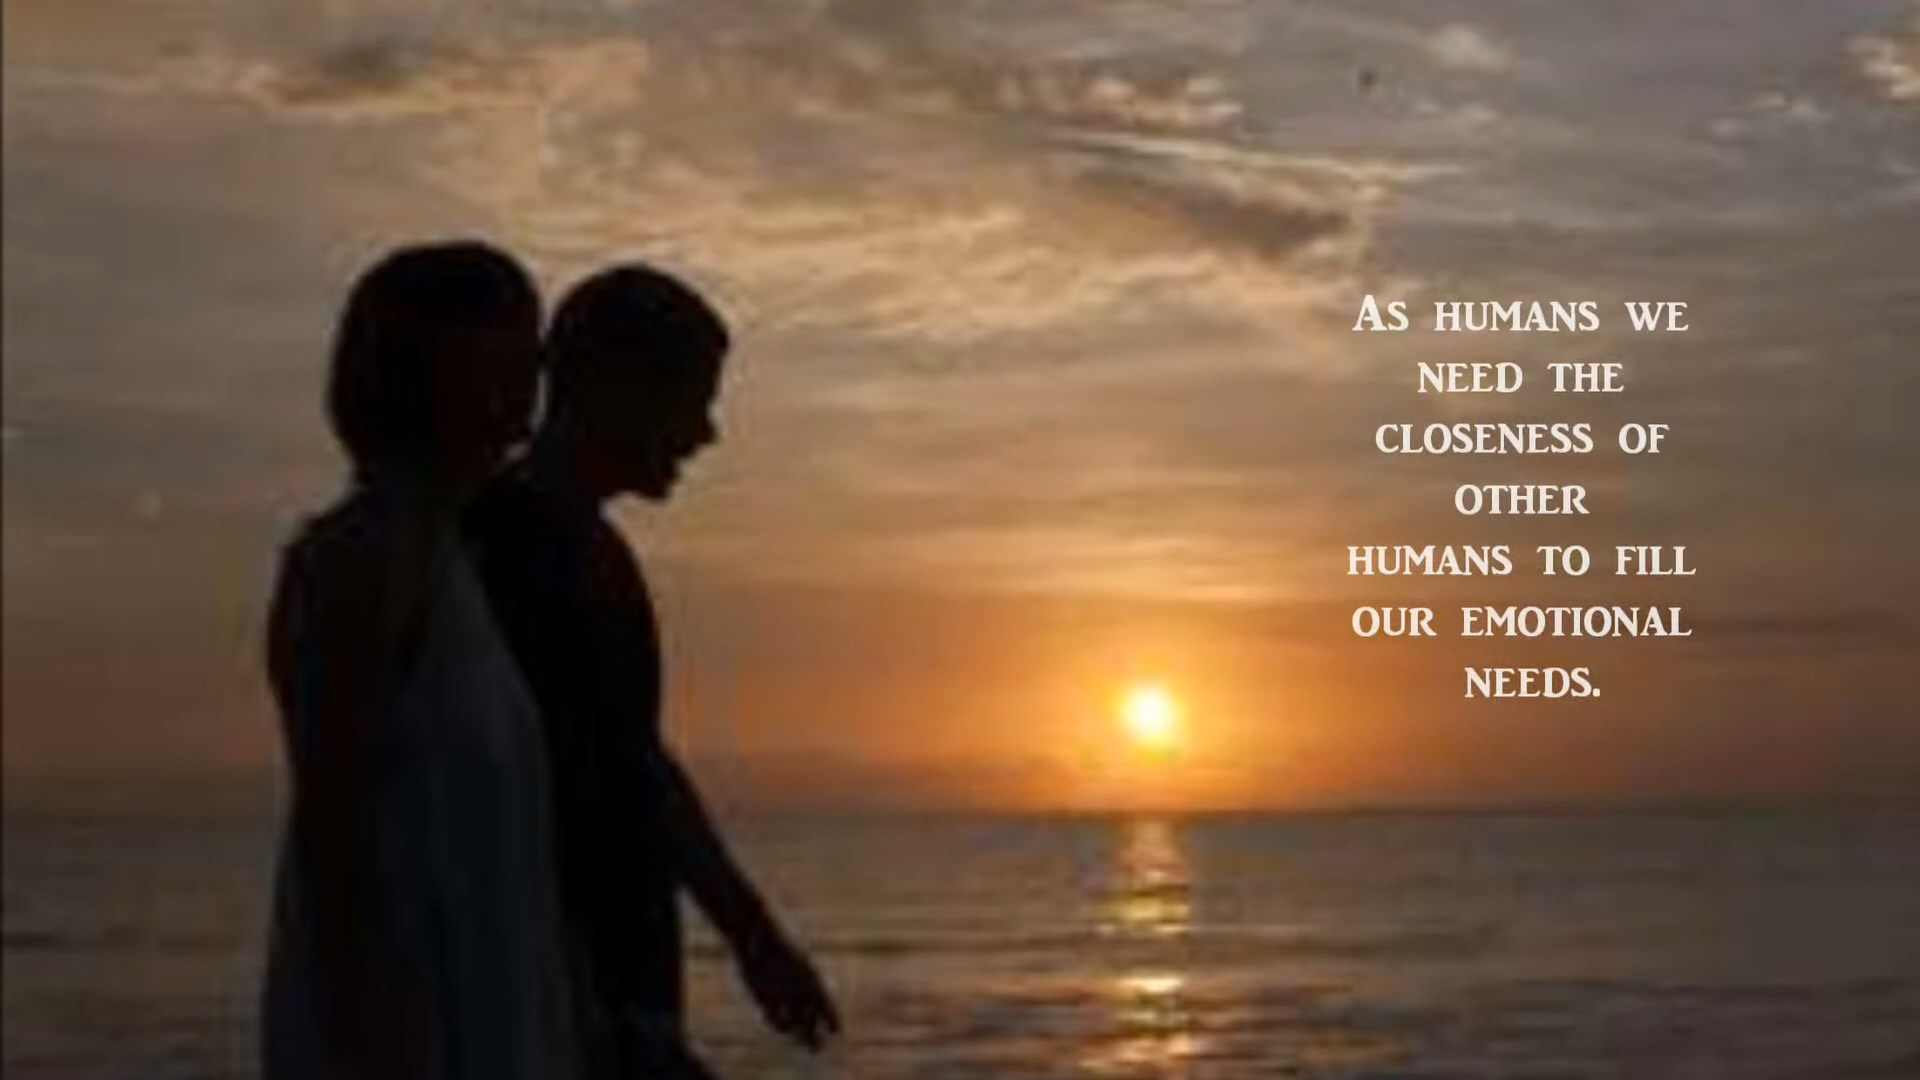 As humans we
need the
closeness of
other
humans to fill
our emotional
needs.